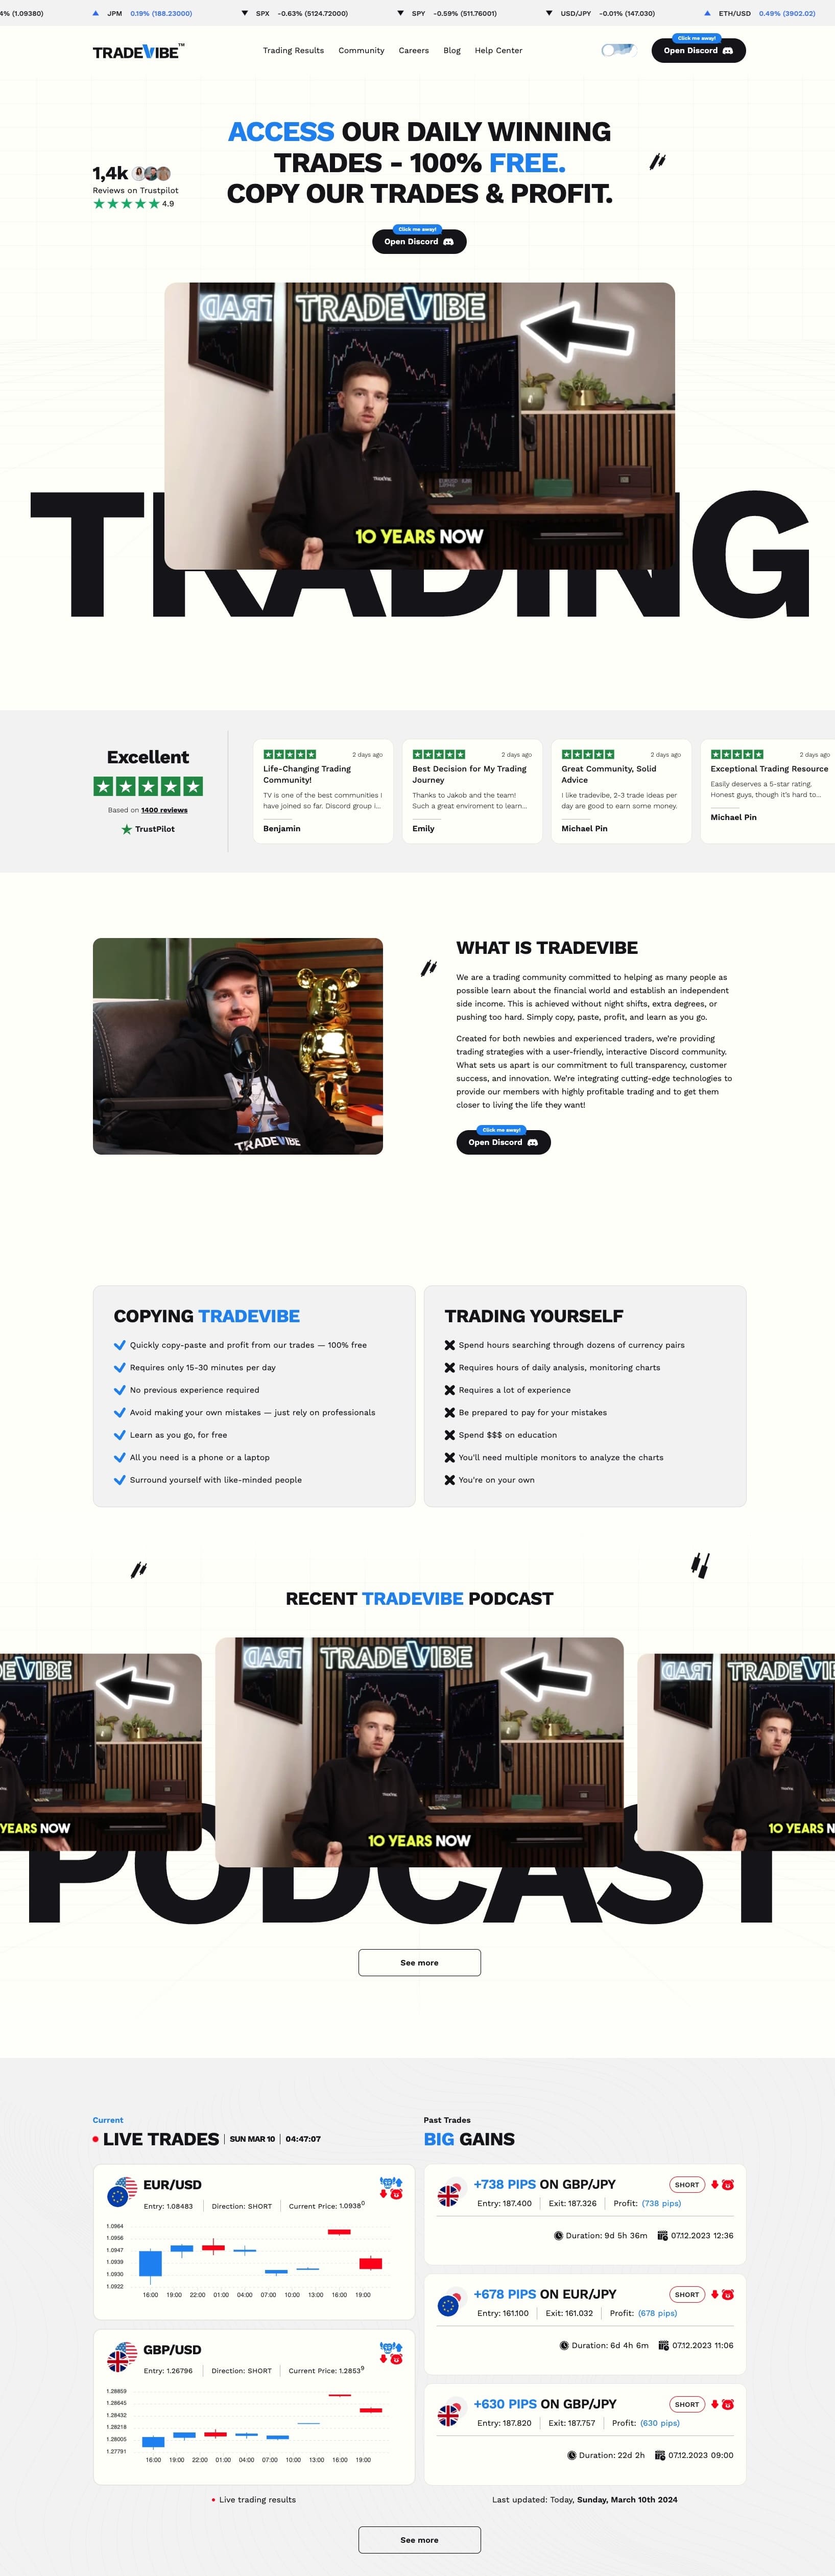 4% (1.09380)
JPM 0.19% (188.23000)
SPX -0.63% (5124.72000)
SPY -0.59% (511.76001)
USD/JPY -0.01% (147.030)
ETH/USD 0.49% (3902.02)
TRADEVIBE™
Trading Results Community Careers Blog Help Center
Click me away!
Open Discord
ACCESS OUR DAILY WINNING
TRADES - 100% FREE.
COPY OUR TRADES & PROFIT.
1,4k
Reviews on Trustpilot
4.9
Click me away!
Open Discord
TRADEVIBE
10 YEARS NOW
TRADING
Excellent
Based on 1400 reviews
TrustPilot
2 days ago
Life-Changing Trading
Community!
TV is one of the best communities I
have joined so far. Discord group i...
Benjamin
2 days ago
Best Decision for My Trading
Journey
Thanks to Jakob and the team!
Such a great enviroment to learn...
Emily
2 days ago
Great Community, Solid
Advice
I like tradevibe, 2-3 trade ideas per
day are good to earn some money.
Michael Pin
2 days ago
Exceptional Trading Resource
Easily deserves a 5-star rating.
Honest guys, though it's hard to...
Michael Pin
TRADEVIBE
WHAT IS TRADEVIBE
We are a trading community committed to helping as many people as
possible learn about the financial world and establish an independent
side income. This is achieved without night shifts, extra degrees, or
pushing too hard. Simply copy, paste, profit, and learn as you go.
Created for both newbies and experienced traders, we're providing
trading strategies with a user-friendly, interactive Discord community.
What sets us apart is our commitment to full transparency, customer
success, and innovation. We're integrating cutting-edge technologies to
provide our members with highly profitable trading and to get them
closer to living the life they want!
Click me away!
Open Discord
COPYING TRADEVIBE
Quickly copy-paste and profit from our trades — 100% free
Requires only 15-30 minutes per day
No previous experience required
Avoid making your own mistakes — just rely on professionals
Learn as you go, for free
All you need is a phone or a laptop
Surround yourself with like-minded people
TRADING YOURSELF
Spend hours searching through dozens of currency pairs
Requires hours of daily analysis, monitoring charts
Requires a lot of experience
Be prepared to pay for your mistakes
Spend $$$ on education
You'll need multiple monitors to analyze the charts
You're on your own
RECENT TRADEVIBE PODCAST
EVIBE
YEARS NOW
TRADEVIBE
10 YEARS NOW
TRADEVIBE
10 YEARS N
PODCAST
See more
Current
LIVE TRADES SUN MAR 10 04:47:07
EUR/USD
Entry: 1.08483 Direction: SHORT Current Price: 1.0938⁰
1.0964
1.0956
1.0947
1.0939
1.0930
1.0922
16:00 19:00 22:00 01:00 04:00 07:00 10:00 13:00 16:00 19:00
GBP/USD
Entry: 1.26796 Direction: SHORT Current Price: 1.2853⁹
1.28859
1.28645
1.28432
1.28218
1.28005
1.27791
16:00 19:00 22:00 01:00 04:00 07:00 10:00 13:00 16:00 19:00
Live trading results
Past Trades
BIG GAINS
+738 PIPS ON GBP/JPY SHORT
Entry: 187.400 Exit: 187.326 Profit: (738 pips)
Duration: 9d 5h 36m 07.12.2023 12:36
+678 PIPS ON EUR/JPY SHORT
Entry: 161.100 Exit: 161.032 Profit: (678 pips)
Duration: 6d 4h 6m 07.12.2023 11:06
+630 PIPS ON GBP/JPY SHORT
Entry: 187.820 Exit: 187.757 Profit: (630 pips)
Duration: 22d 2h 07.12.2023 09:00
Last updated: Today, Sunday, March 10th 2024
See more